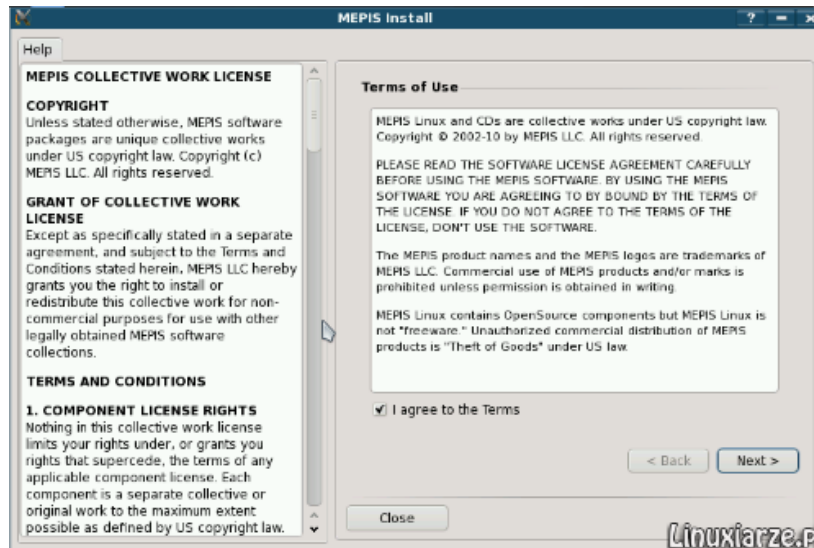 MEPIS Install
Help
MEPIS COLLECTIVE WORK LICENSE
COPYRIGHT
Unless stated otherwise, MEPIS software
packages are unique collective works
under US copyright law. Copyright (c)
MEPIS LLC. All rights reserved.
GRANT OF COLLECTIVE WORK
LICENSE
Except as specifically stated in a separate
agreement, and subject to the Terms and
Conditions stated herein, MEPIS LLC hereby
grants you the right to install or
redistribute this collective work for non-
commercial purposes for use with other
legally obtained MEPIS software
collections.
TERMS AND CONDITIONS
1. COMPONENT LICENSE RIGHTS
Nothing in this collective work license
limits your rights under, or grants you
rights that supercede, the terms of any
applicable component license. Each
component is a separate collective or
original work to the maximum extent
possible as defined by US copyright law.
Terms of Use
MEPIS Linux and CDs are collective works under US copyright law.
Copyright © 2002-10 by MEPIS LLC. All rights reserved.
PLEASE READ THE SOFTWARE LICENSE AGREEMENT CAREFULLY
BEFORE USING THE MEPIS SOFTWARE. BY USING THE MEPIS
SOFTWARE YOU ARE AGREEING TO BY BOUND BY THE TERMS OF
THE LICENSE. IF YOU DO NOT AGREE TO THE TERMS OF THE
LICENSE, DON'T USE THE SOFTWARE.
The MEPIS product names and the MEPIS logos are trademarks of
MEPIS LLC. Commercial use of MEPIS products and/or marks is
prohibited unless permission is obtained in writing.
MEPIS Linux contains OpenSource components but MEPIS Linux is
not "freeware." Unauthorized commercial distribution of MEPIS
products is "Theft of Goods" under US law.
I agree to the Terms
< Back
Next >
Close
Linuxiarze.p